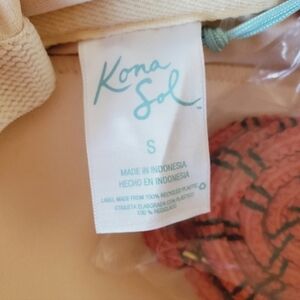 Kona
Sol™
S
MADE IN INDONESIA
HECHO EN INDONESIA
LABEL MADE FROM 100% RECYCLED PLASTIC
ETIQUETA ELABORADA CON PLÁSTICO
100 % RECICLADO